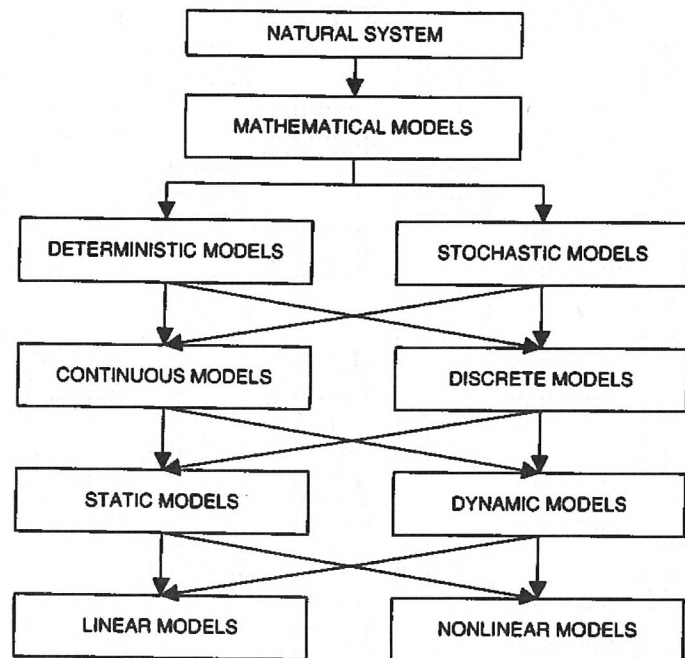 NATURAL SYSTEM
MATHEMATICAL MODELS
DETERMINISTIC MODELS
STOCHASTIC MODELS
CONTINUOUS MODELS
DISCRETE MODELS
STATIC MODELS
DYNAMIC MODELS
LINEAR MODELS
NONLINEAR MODELS